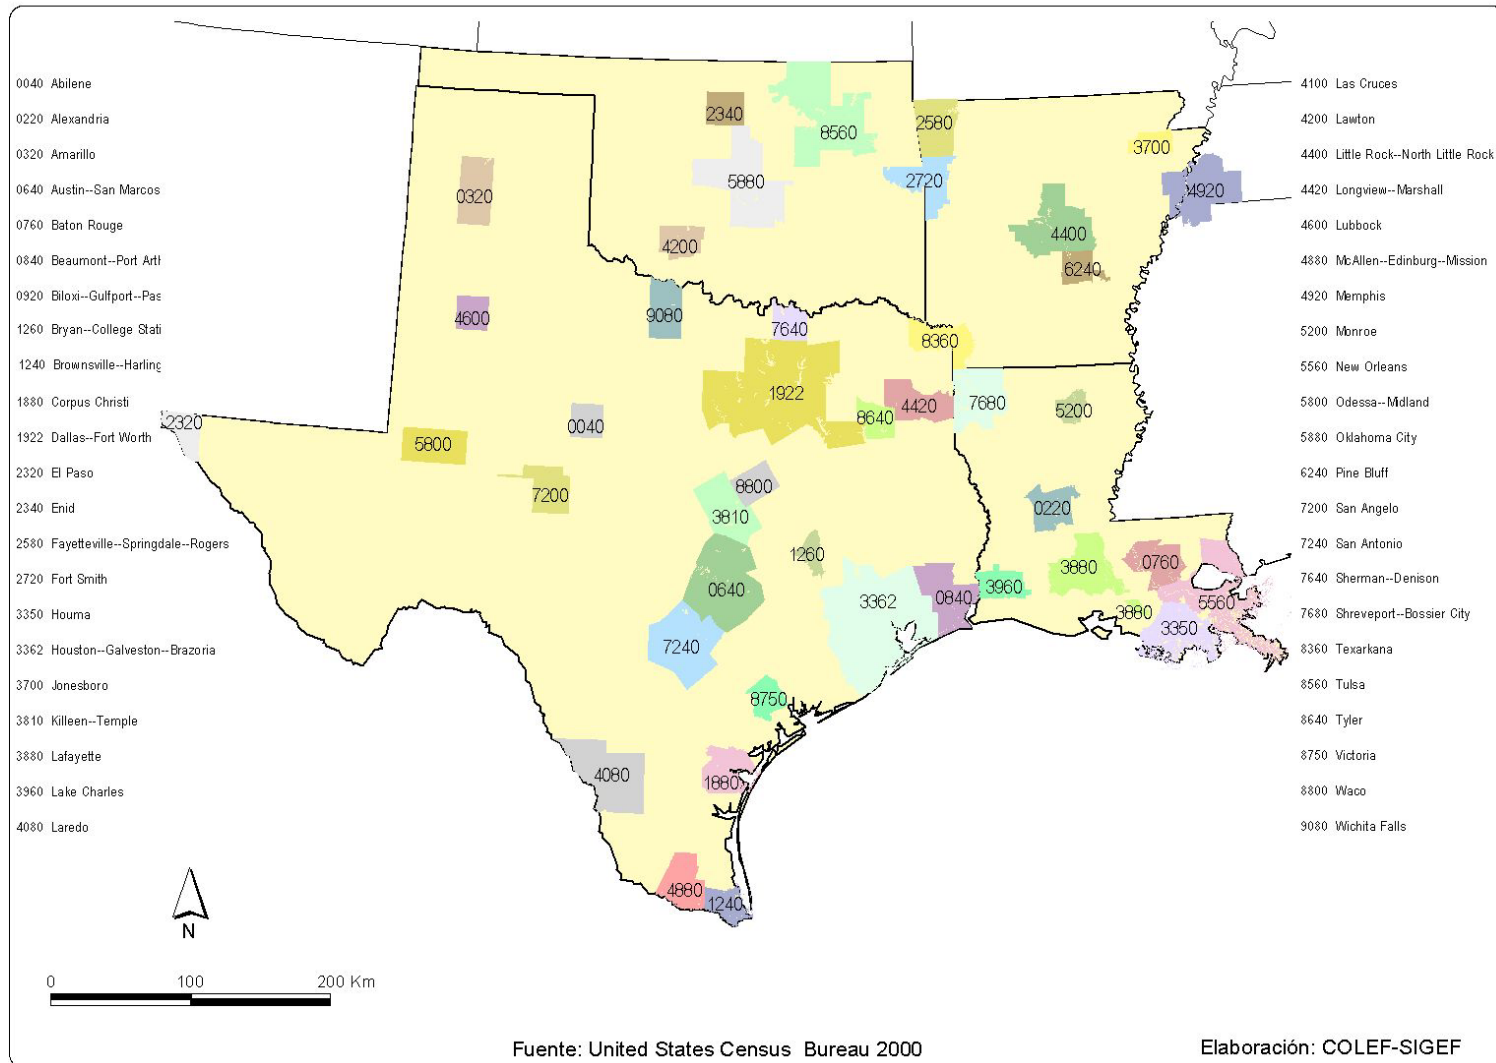 0040 Abilene
0220 Alexandria
0320 Amarillo
0640 Austin--San Marcos
0760 Baton Rouge
0840 Beaumont--Port Arth
0920 Biloxi--Gulfport--Pas
1260 Bryan--College Stati
1240 Brownsville--Harling
1880 Corpus Christi
1922 Dallas--Fort Worth
2320 El Paso
2340 Enid
2580 Fayetteville--Springdale--Rogers
2720 Fort Smith
3350 Houma
3362 Houston--Galveston--Brazoria
3700 Jonesboro
3810 Killeen--Temple
3880 Lafayette
3960 Lake Charles
4080 Laredo
2340
8560
2580
3700
5880
2720
4920
0320
4200
4400
6240
4600
9080
7640
8360
1922
4420
7680
5200
8640
0040
2320
5800
7200
8800
3810
0220
1260
3880
0760
0640
3362
0840
3960
3880
5560
3350
7240
8750
4080
1880
4880
1240
4100 Las Cruces
4200 Lawton
4400 Little Rock--North Little Rock
4420 Longview--Marshall
4600 Lubbock
4880 McAllen--Edinburg--Mission
4920 Memphis
5200 Monroe
5560 New Orleans
5800 Odessa--Midland
5880 Oklahoma City
6240 Pine Bluff
7200 San Angelo
7240 San Antonio
7640 Sherman--Denison
7680 Shreveport--Bossier City
8360 Texarkana
8560 Tulsa
8640 Tyler
8750 Victoria
8800 Waco
9080 Wichita Falls
N
0 100 200 Km
Fuente: United States Census Bureau 2000
Elaboración: COLEF-SIGEF